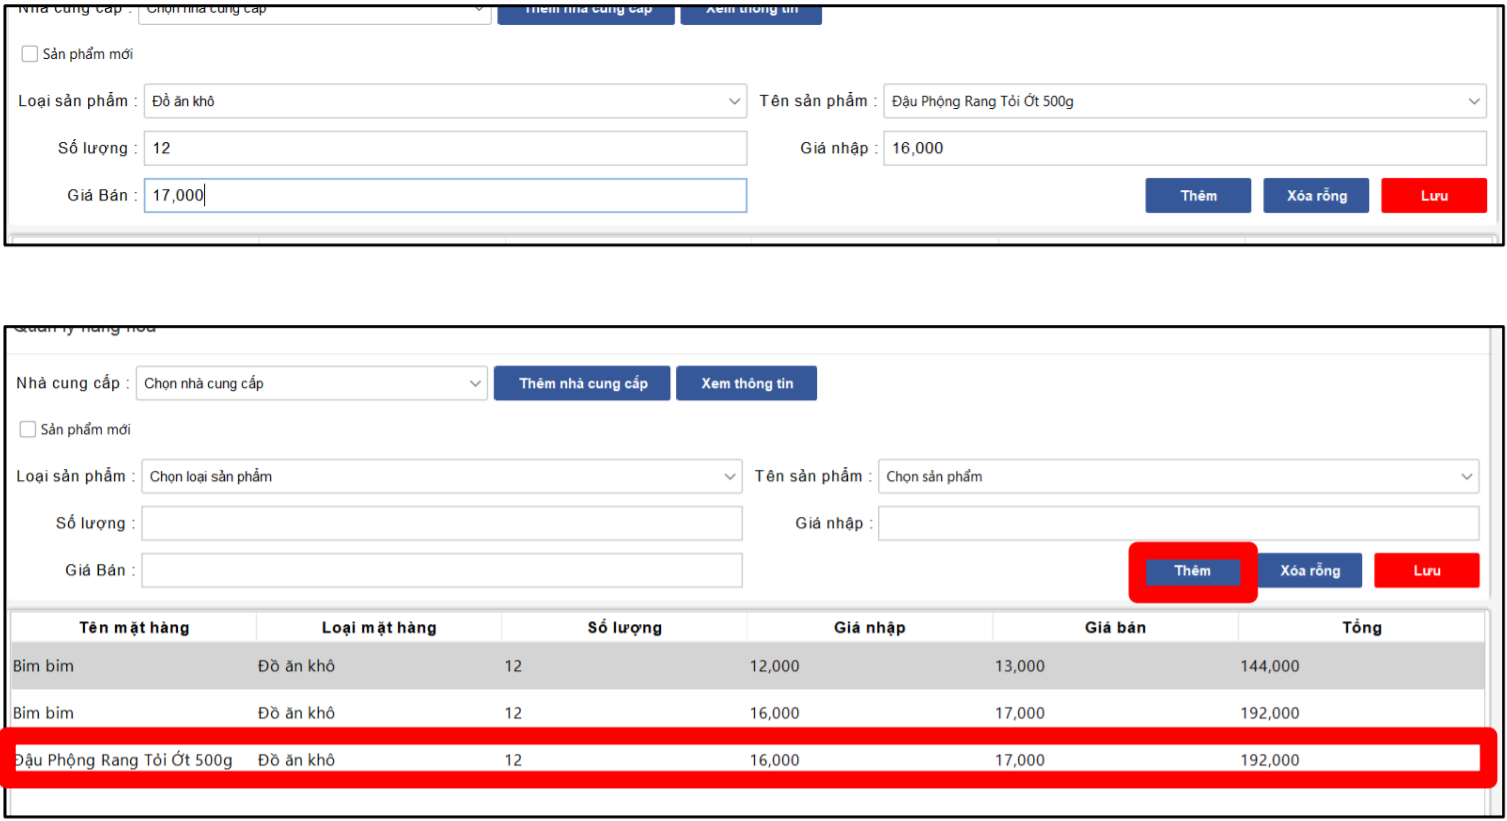 Nhà cung cấp : Chọn nhà cung cấp Thêm nhà cung cấp Xem thông tin
Sản phẩm mới
Loại sản phẩm : Đồ ăn khô Tên sản phẩm : Đậu Phộng Rang Tỏi Ớt 500g
Số lượng : 12 Giá nhập : 16,000
Giá Bán : 17,000 Thêm Xóa rỗng Lưu
Quản lý hàng hóa
Nhà cung cấp : Chọn nhà cung cấp Thêm nhà cung cấp Xem thông tin
Sản phẩm mới
Loại sản phẩm : Chọn loại sản phẩm Tên sản phẩm : Chọn sản phẩm
Số lượng : Giá nhập :
Giá Bán : Thêm Xóa rỗng Lưu
Tên mặt hàng Loại mặt hàng Số lượng Giá nhập Giá bán Tổng
Bim bim Đồ ăn khô 12 12,000 13,000 144,000
Bim bim Đồ ăn khô 12 16,000 17,000 192,000
Đậu Phộng Rang Tỏi Ớt 500g Đồ ăn khô 12 16,000 17,000 192,000